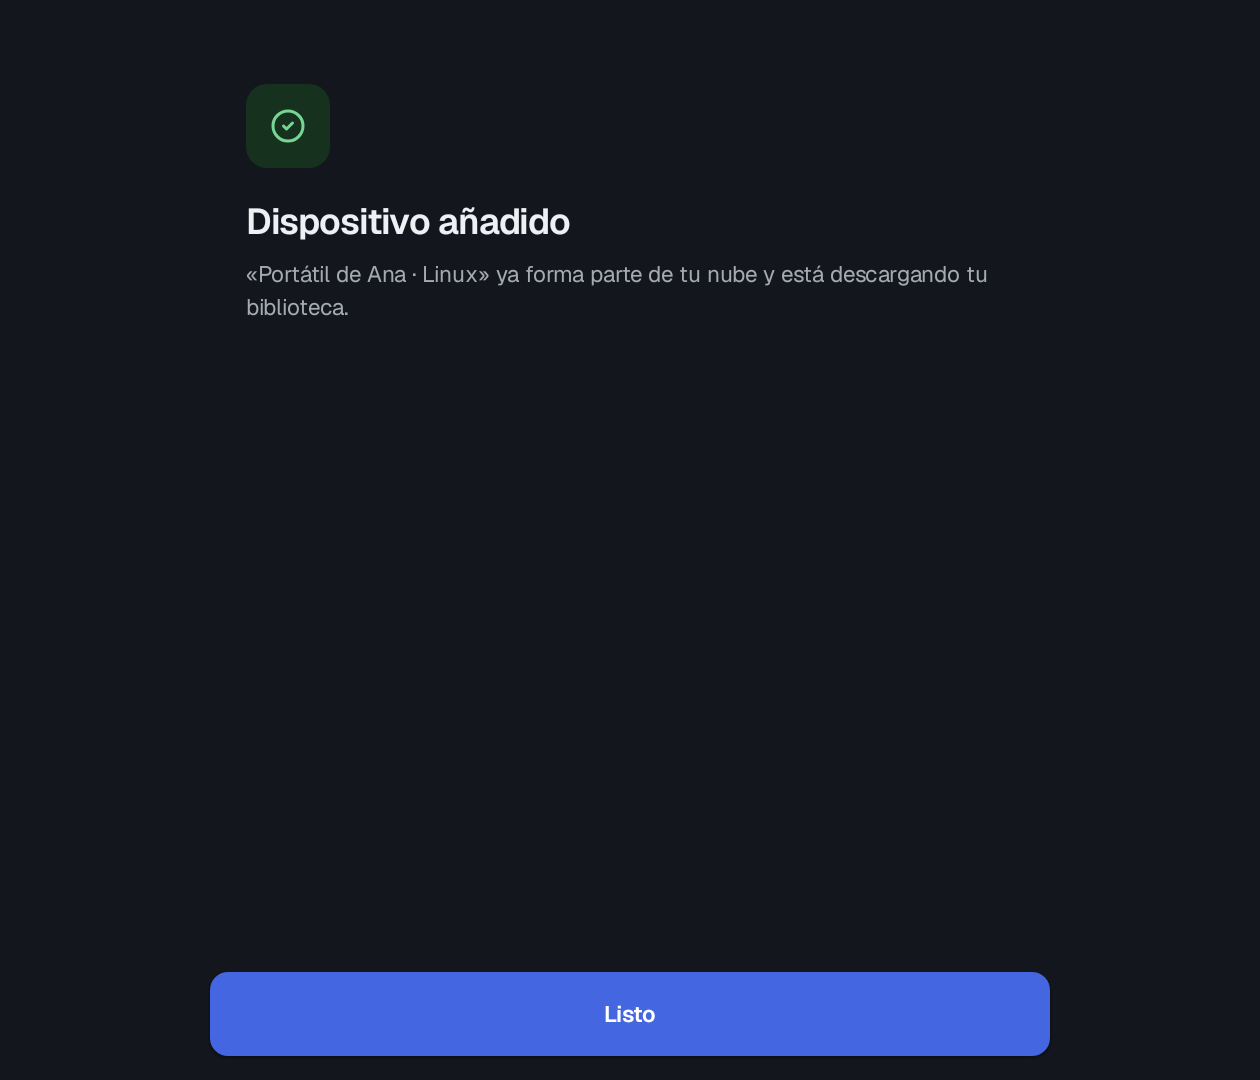 Dispositivo añadido
«Portátil de Ana · Linux» ya forma parte de tu nube y está descargando tu
biblioteca.
Listo